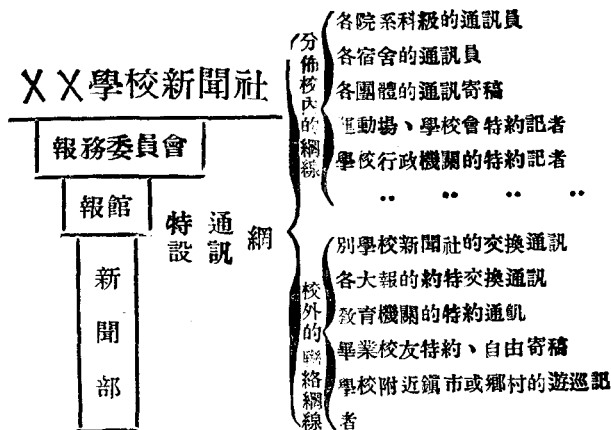 XX學校新聞社
報務委員會
報館
新聞部
特設通訊網
分佈校內的網線
各院系科級的通訊員
各宿舍的通訊員
各團體的通訊寄稿
運動場、學校會特約記者
學校行政機關的特約記者
〃 〃 〃 〃
校外的聯絡網線
別學校新聞社的交換通訊
各大報的約特交換通訊
敎育機關的特約通訊
畢業校友特約、自由寄稿
學校附近鎭市或鄉村的遊巡記
者